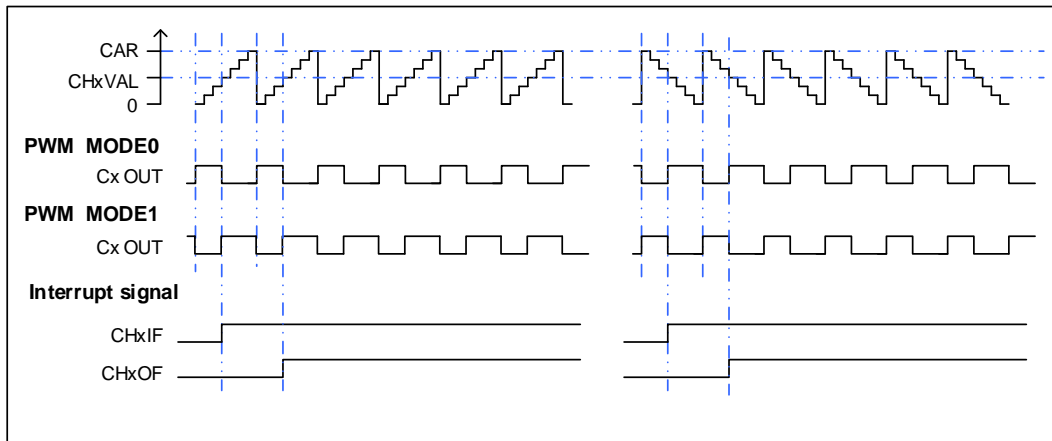 CAR
CHxVAL
0
PWM MODE0
Cx OUT
PWM MODE1
Cx OUT
Interrupt signal
CHxIF
CHxOF